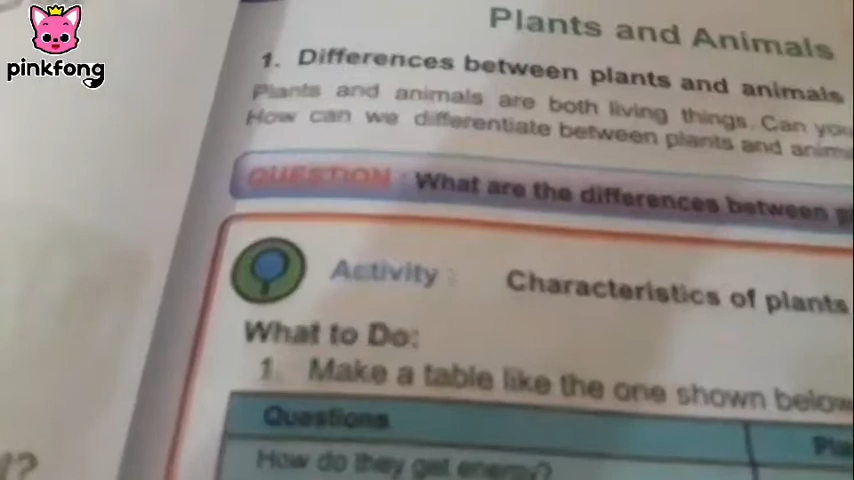 pinkfong
Plants and Animals
1. Differences between plants and animals
Plants and animals are both living things. Can you
How can we differentiate between plants and
QUESTION : What are the differences between
Activity : Characteristics of plants
What to Do:
1. Make a table like the one shown below
Questions
How do they get energy?